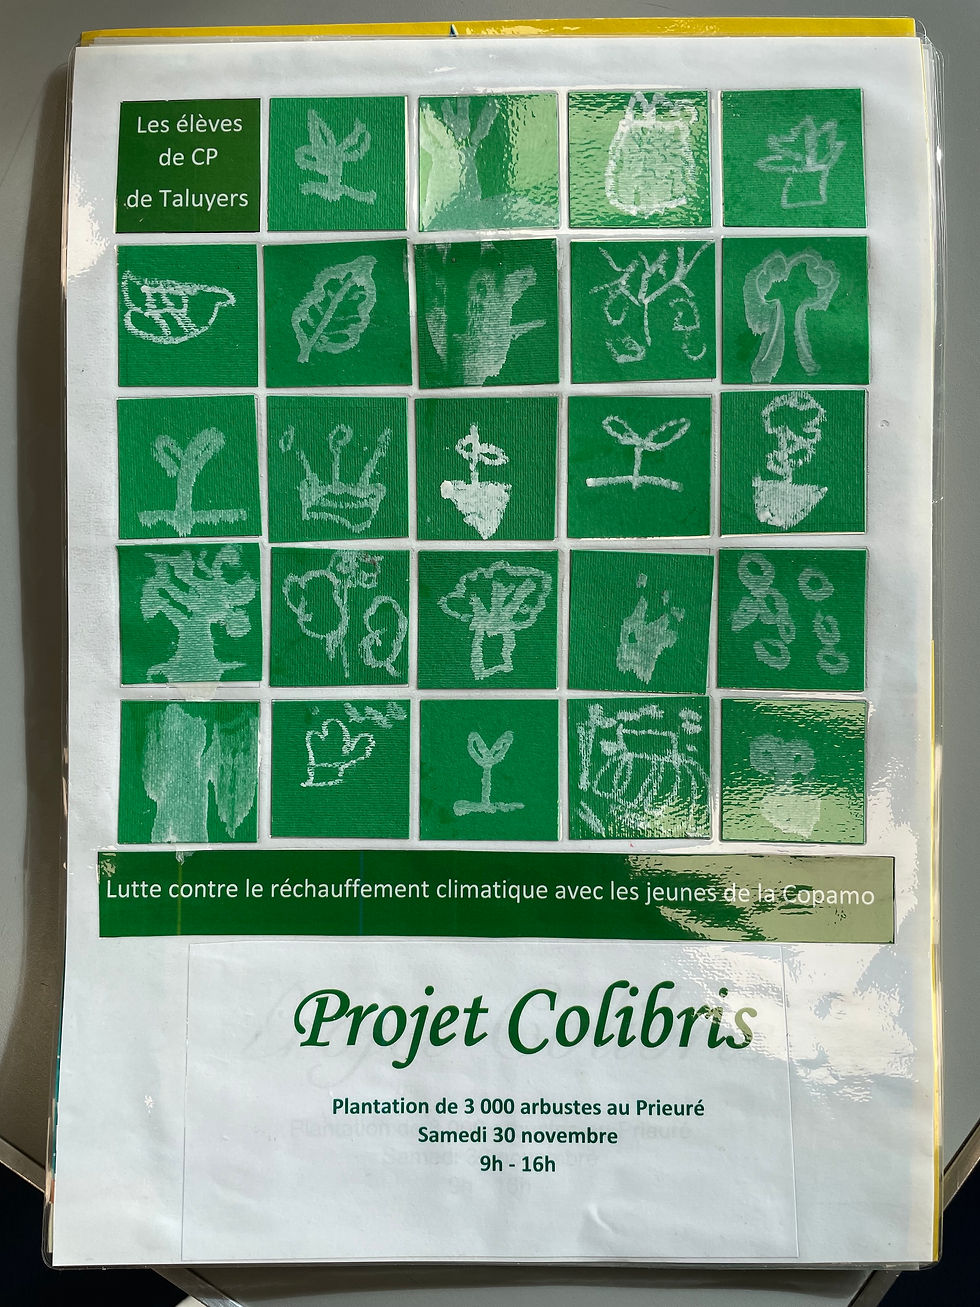 Les élèves
de CP
de Taluyers
Lutte contre le réchauffement climatique avec les jeunes de la Copamo
Projet Colibris
Plantation de 3 000 arbustes au Prieuré
Samedi 30 novembre
9h - 16h